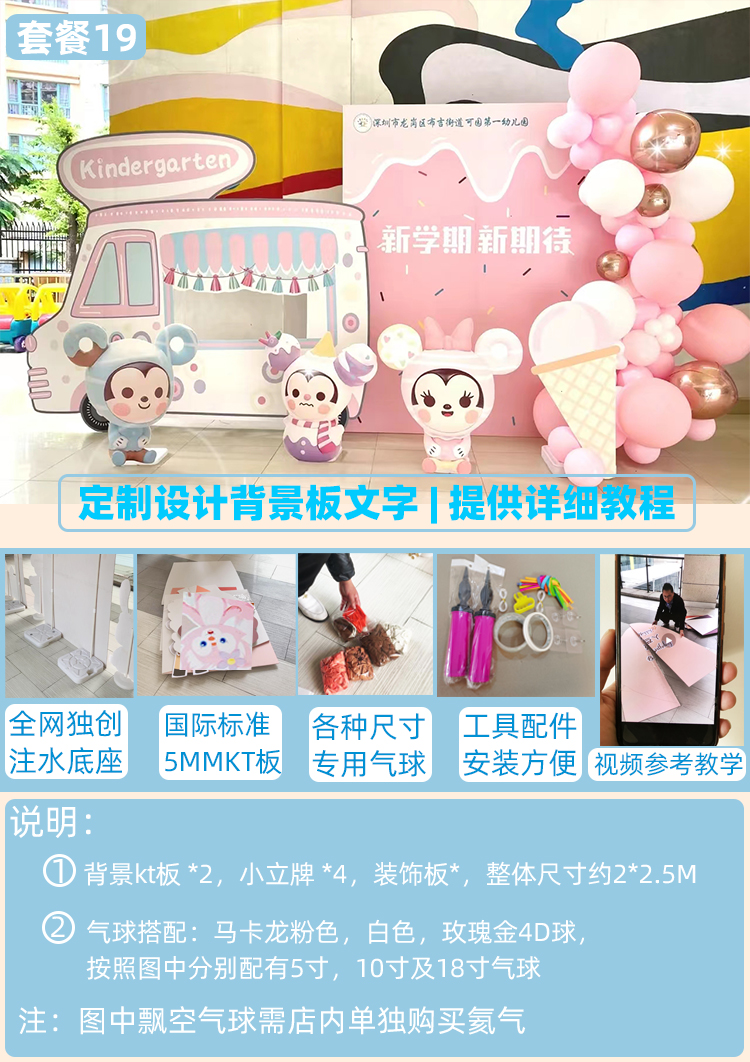 套餐19
深圳市龙岗区布吉街道可园第一幼儿园
Kindergarten
新学期 新期待
定制设计背景板文字 | 提供详细教程
全网独创
注水底座
国际标准
5MMKT板
各种尺寸
专用气球
工具配件
安装方便
视频参考教学
说明：
① 背景kt板 *2，小立牌 *4，装饰板*，整体尺寸约2*2.5M
② 气球搭配：马卡龙粉色，白色，玫瑰金4D球，
按照图中分别配有5寸，10寸及18寸气球
注：图中飘空气球需店内单独购买氦气